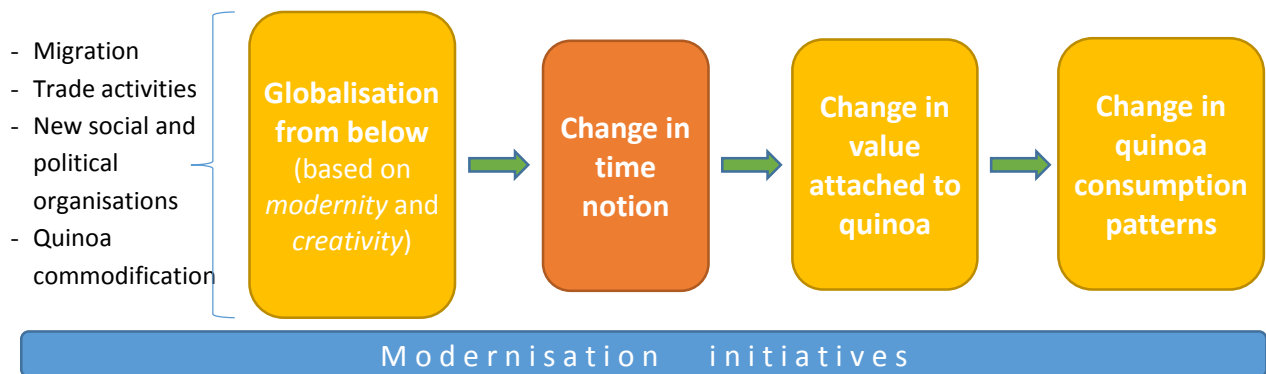 - Migration
- Trade activities
- New social and
political
organisations
- Quinoa
commodification
Globalisation
from below
(based on
modernity and
creativity)
Change in
time
notion
Change in
value
attached to
quinoa
Change in
quinoa
consumption
patterns
Modernisation initiatives